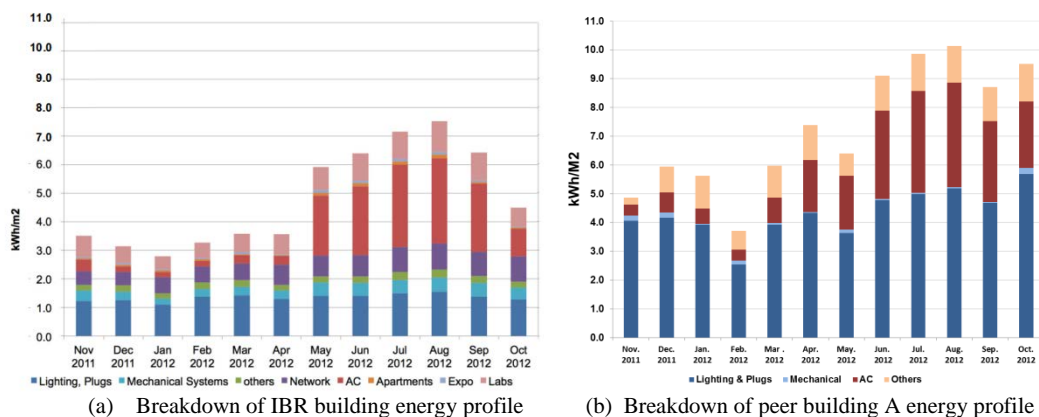 11.0
10.0
9.0
8.0
7.0
6.0
5.0
4.0
3.0
2.0
1.0
0.0
kWh/m2
Nov Dec Jan Feb Mar Apr May Jun Jul Aug Sep Oct
2011 2011 2012 2012 2012 2012 2012 2012 2012 2012 2012 2012
Lighting, Plugs Mechanical Systems others Network AC Apartments Expo Labs
(a) Breakdown of IBR building energy profile
11.0
10.0
9.0
8.0
7.0
6.0
5.0
4.0
3.0
2.0
1.0
0.0
kWh/M2
Nov. Dec. Jan. Feb. Mar . Apr. May. Jun. Jul. Aug. Sep. Oct.
2011 2011 2012 2012 2012 2012 2012 2012 2012 2012 2012 2012
Lighting & Plugs Mechanical AC Others
(b) Breakdown of peer building A energy profile